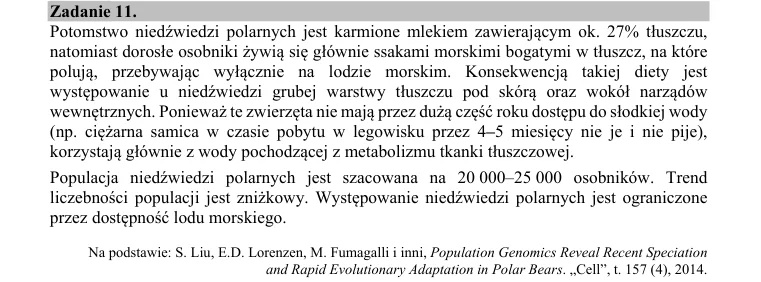 Zadanie 11.
Potomstwo niedźwiedzi polarnych jest karmione mlekiem zawierającym ok. 27% tłuszczu,
natomiast dorosłe osobniki żywią się głównie ssakami morskimi bogatymi w tłuszcz, na które
polują, przebywając wyłącznie na lodzie morskim. Konsekwencją takiej diety jest
występowanie u niedźwiedzi grubej warstwy tłuszczu pod skórą oraz wokół narządów
wewnętrznych. Ponieważ te zwierzęta nie mają przez dużą część roku dostępu do słodkiej wody
(np. ciężarna samica w czasie pobytu w legowisku przez 4–5 miesięcy nie je i nie pije),
korzystają głównie z wody pochodzącej z metabolizmu tkanki tłuszczowej.
Populacja niedźwiedzi polarnych jest szacowana na 20 000–25 000 osobników. Trend
liczebności populacji jest zniżkowy. Występowanie niedźwiedzi polarnych jest ograniczone
przez dostępność lodu morskiego.
Na podstawie: S. Liu, E.D. Lorenzen, M. Fumagalli i inni, Population Genomics Reveal Recent Speciation
and Rapid Evolutionary Adaptation in Polar Bears. „Cell”, t. 157 (4), 2014.